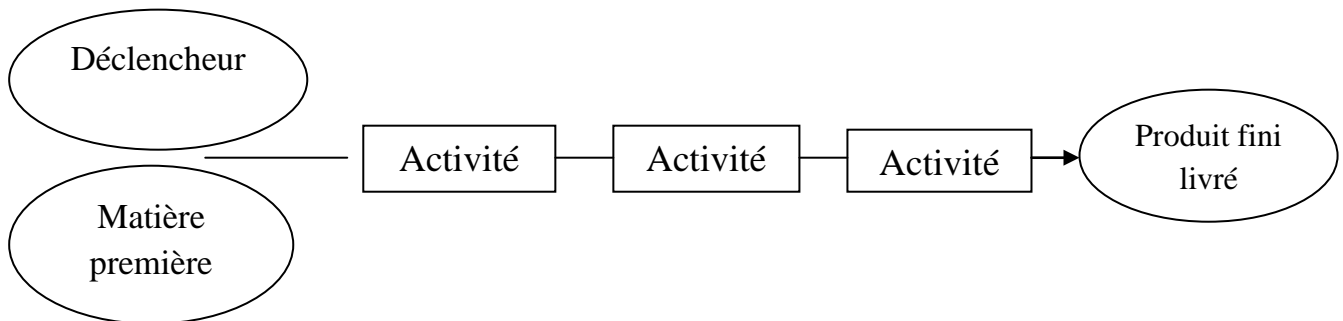 Déclencheur
Matière
première
Activité
Activité
Activité
Produit fini
livré